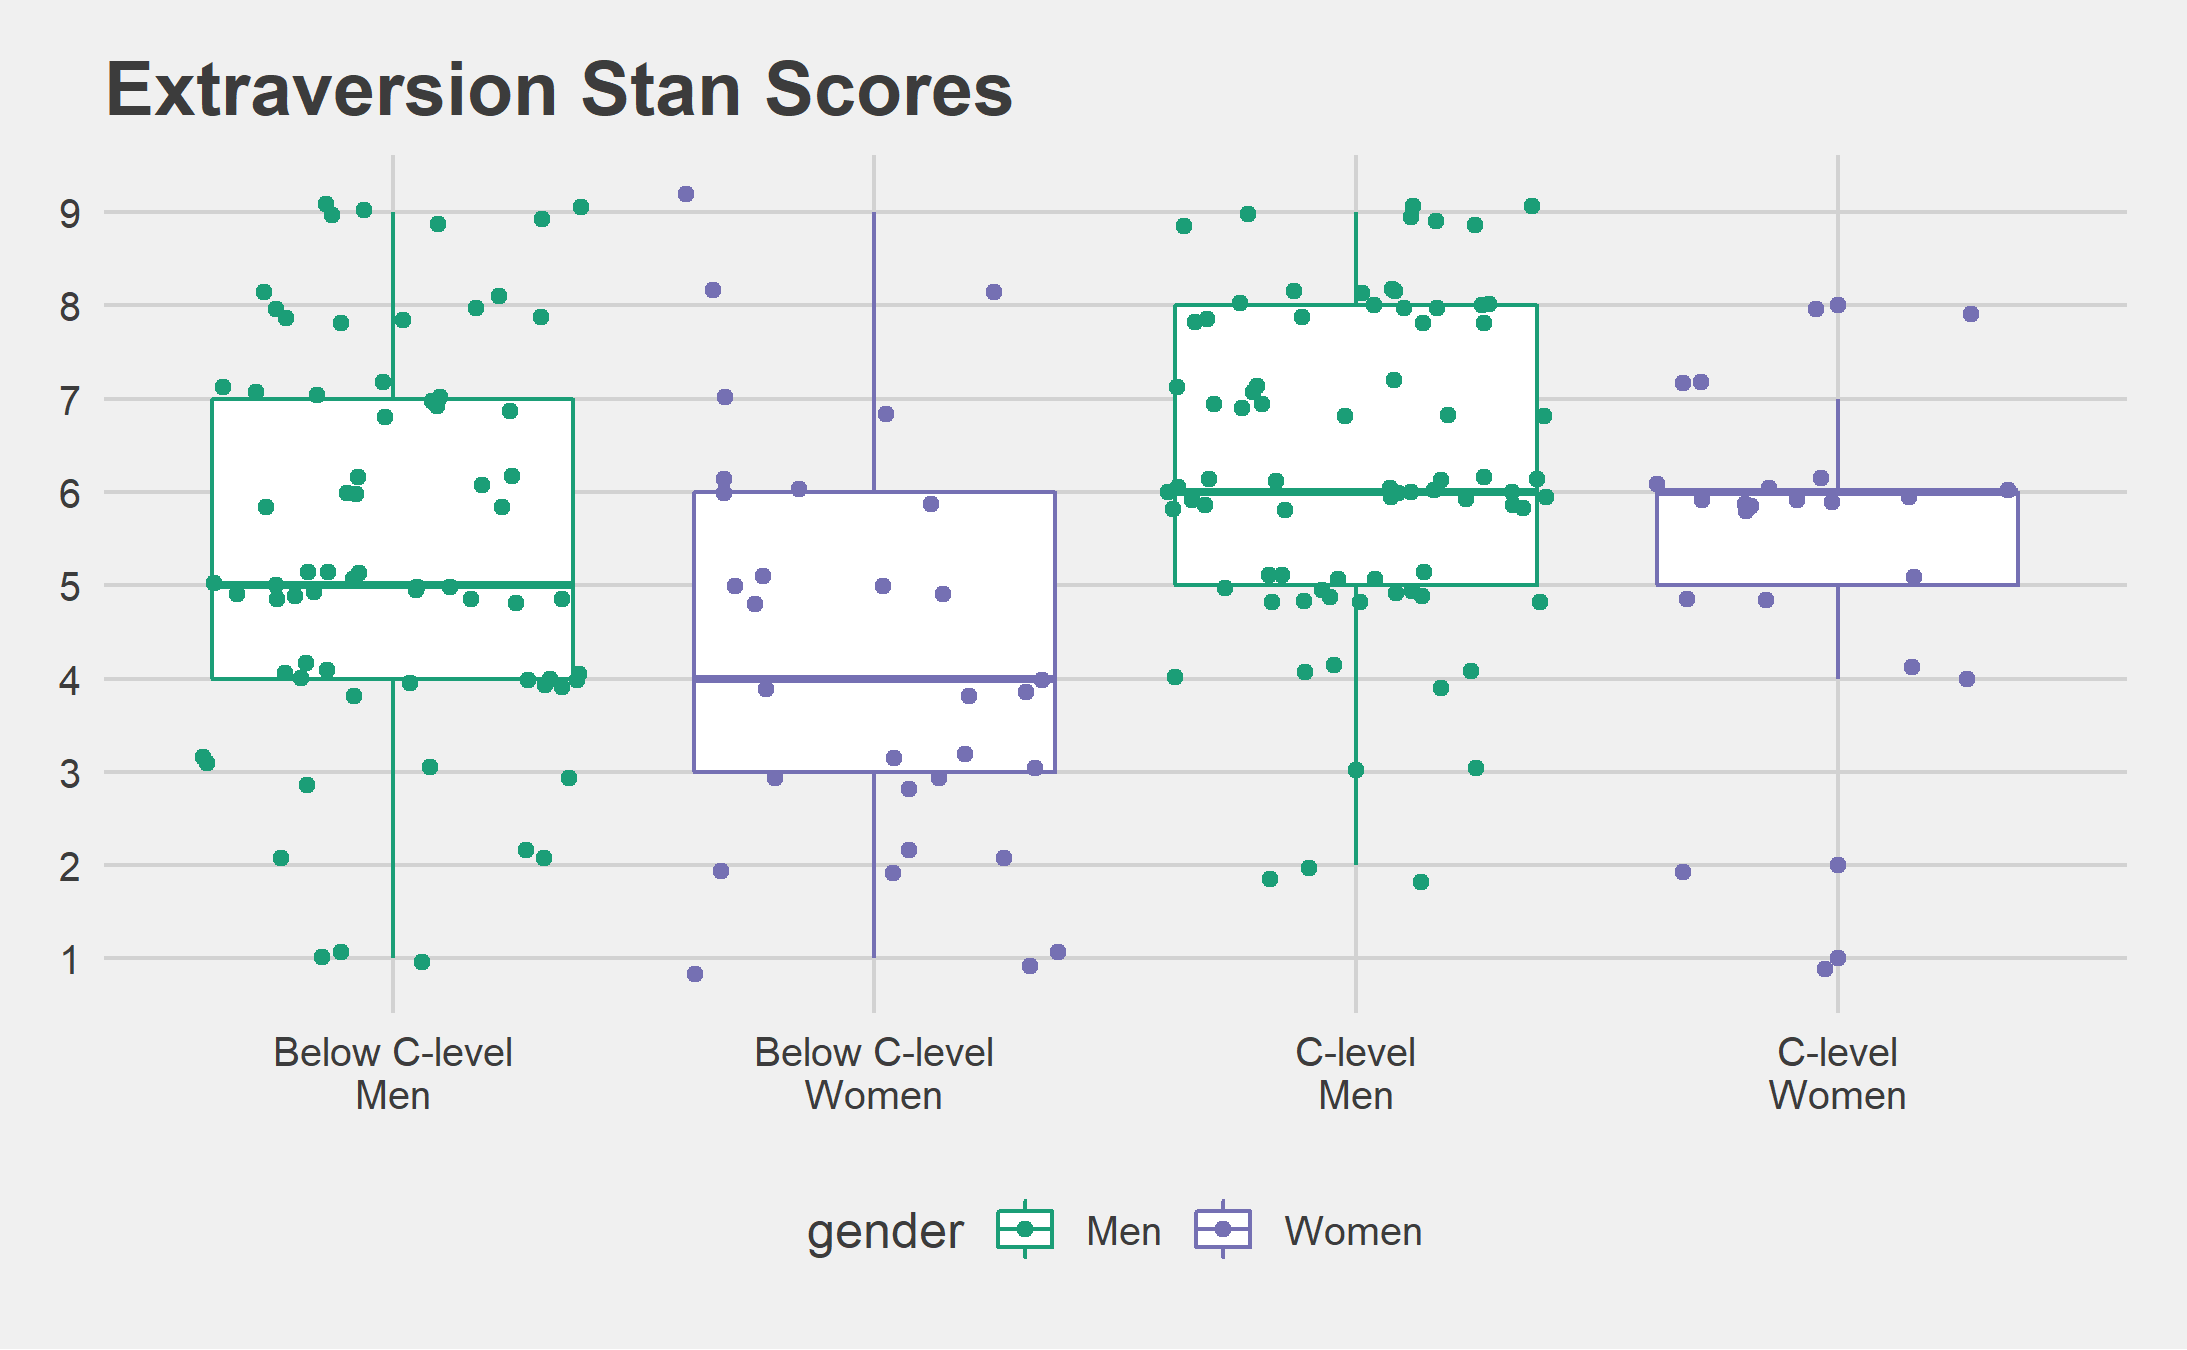 Extraversion Stan Scores
9
8
7
6
5
4
3
2
1
Below C-level
Men
Below C-level
Women
C-level
Men
C-level
Women
gender Men Women